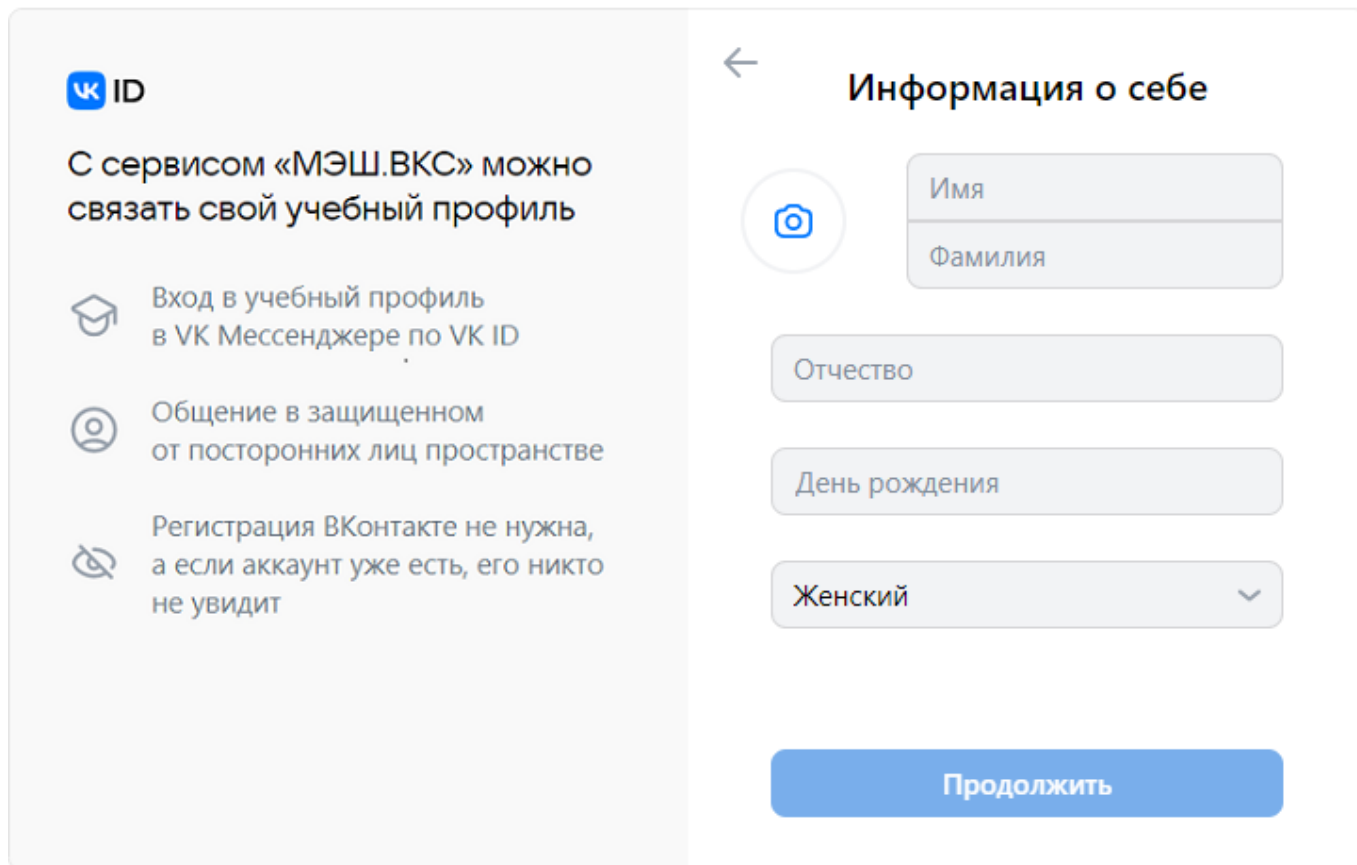 VK ID
С сервисом «МЭШ.ВКС» можно
связать свой учебный профиль
Вход в учебный профиль
в VK Мессенджере по VK ID
Общение в защищенном
от посторонних лиц пространстве
Регистрация ВКонтакте не нужна,
а если аккаунт уже есть, его никто
не увидит
Информация о себе
Имя
Фамилия
Отчество
День рождения
Женский
Продолжить